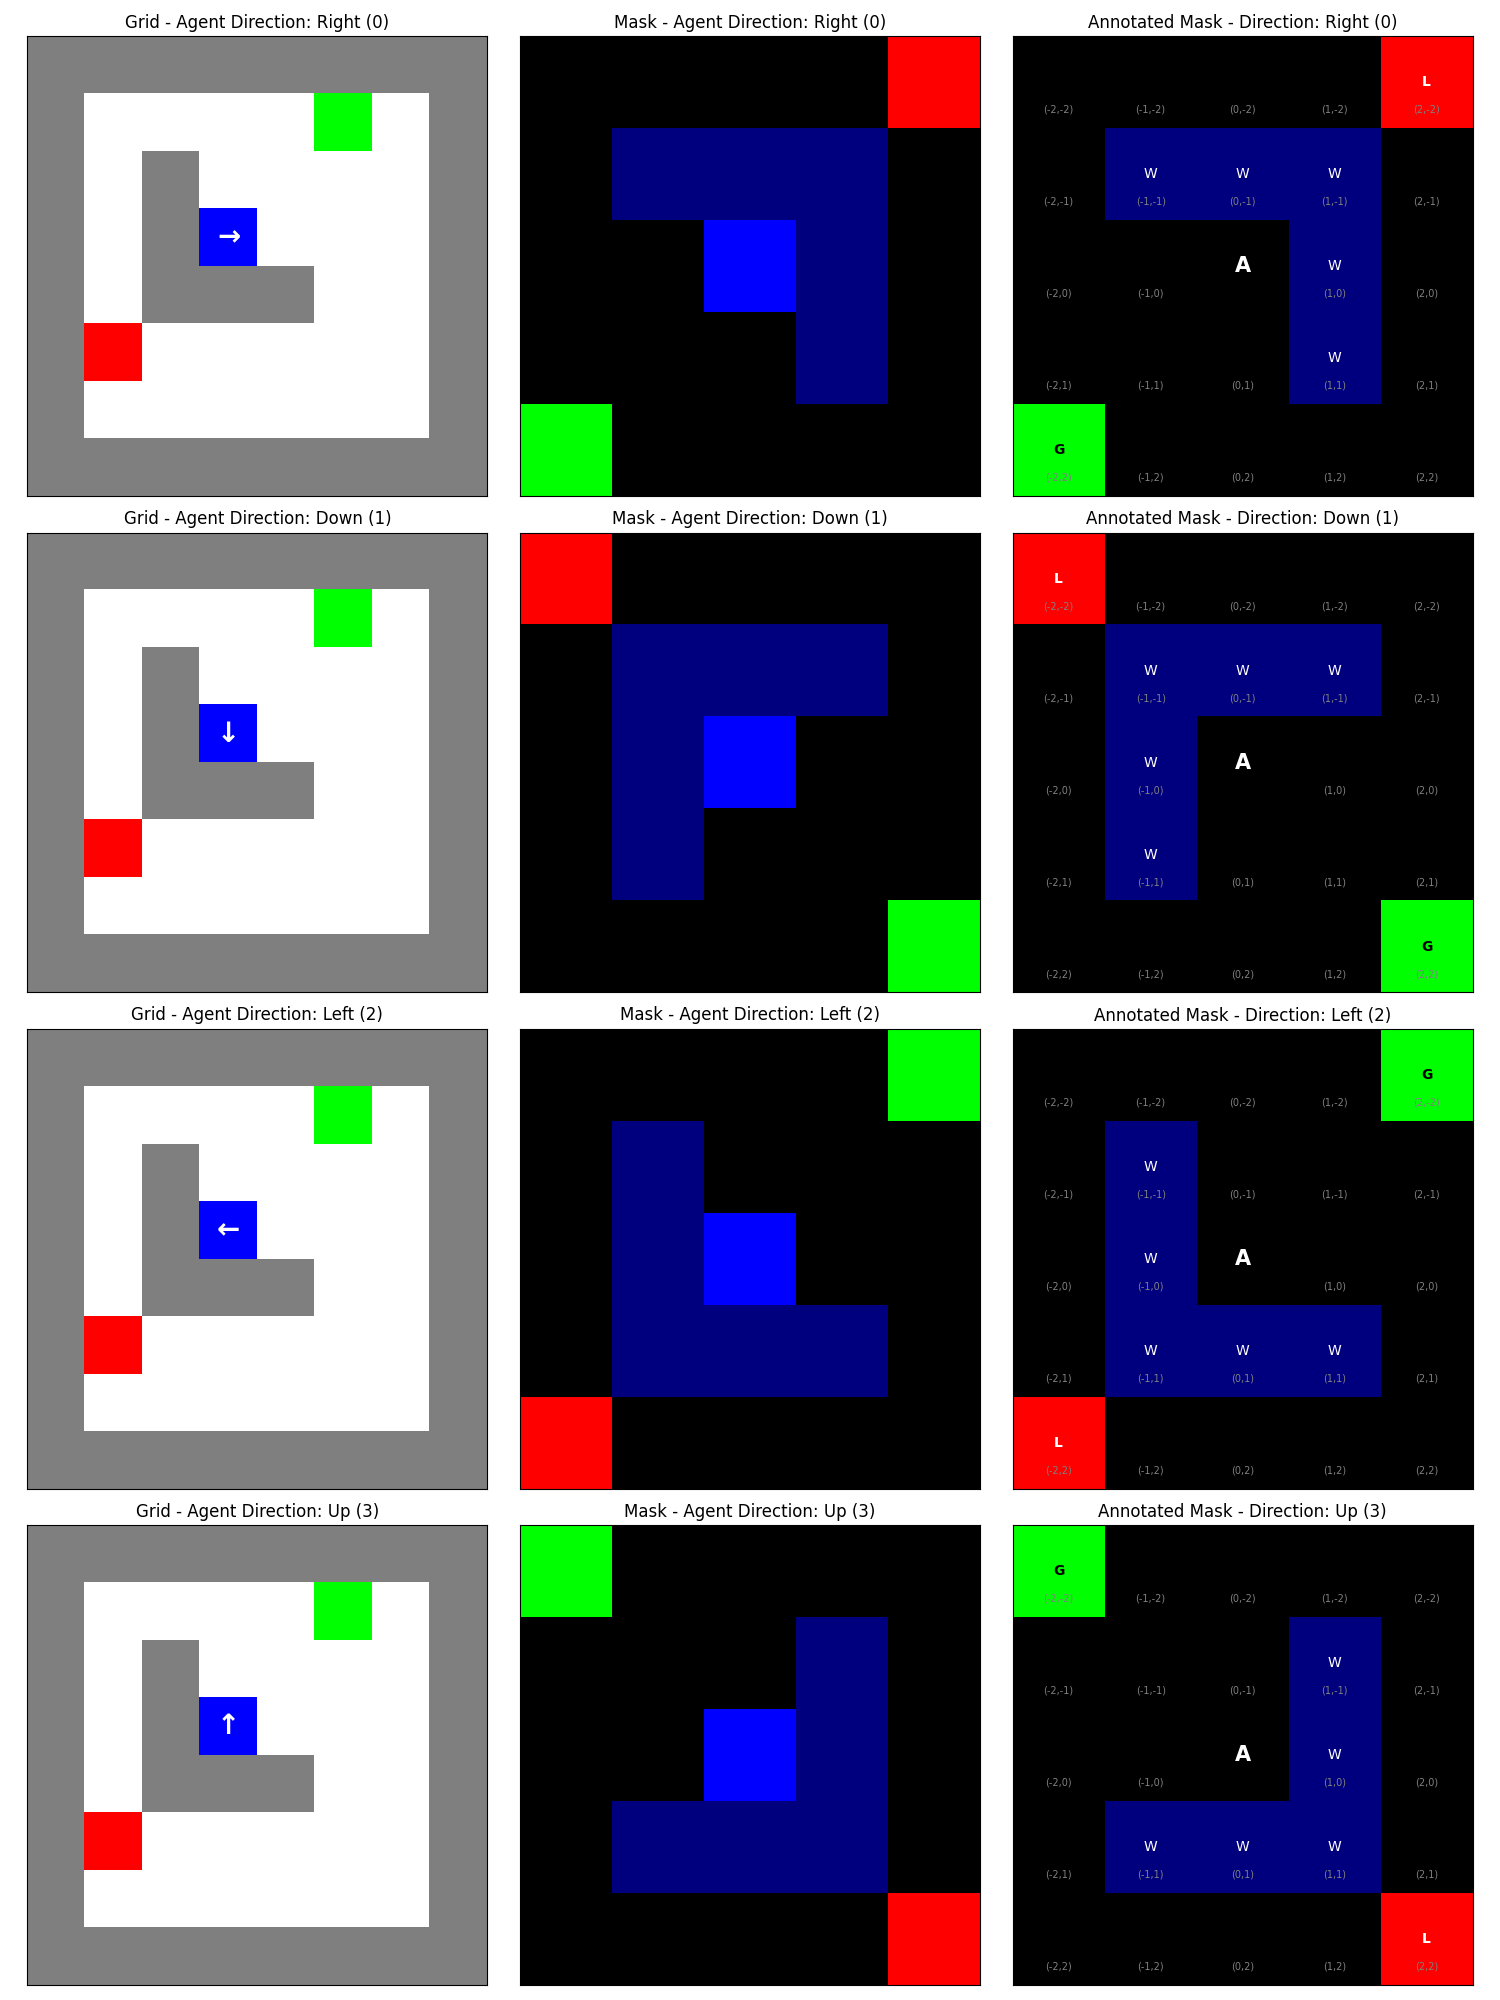 Grid - Agent Direction: Right (0)
Mask - Agent Direction: Right (0)
Annotated Mask - Direction: Right (0)
→
L
(-2,-2) (-1,-2) (0,-2) (1,-2) (2,-2)
W W W
(-2,-1) (-1,-1) (0,-1) (1,-1) (2,-1)
A W
(-2,0) (-1,0) (1,0) (2,0)
W
(-2,1) (-1,1) (0,1) (1,1) (2,1)
G
(-2,2) (-1,2) (0,2) (1,2) (2,2)
Grid - Agent Direction: Down (1)
Mask - Agent Direction: Down (1)
Annotated Mask - Direction: Down (1)
↓
L
(-2,-2) (-1,-2) (0,-2) (1,-2) (2,-2)
W W W
(-2,-1) (-1,-1) (0,-1) (1,-1) (2,-1)
W A
(-2,0) (-1,0) (1,0) (2,0)
W
(-2,1) (-1,1) (0,1) (1,1) (2,1)
G
(-2,2) (-1,2) (0,2) (1,2) (2,2)
Grid - Agent Direction: Left (2)
Mask - Agent Direction: Left (2)
Annotated Mask - Direction: Left (2)
←
G
(-2,-2) (-1,-2) (0,-2) (1,-2) (2,-2)
W
(-2,-1) (-1,-1) (0,-1) (1,-1) (2,-1)
W A
(-2,0) (-1,0) (1,0) (2,0)
W W W
(-2,1) (-1,1) (0,1) (1,1) (2,1)
L
(-2,2) (-1,2) (0,2) (1,2) (2,2)
Grid - Agent Direction: Up (3)
Mask - Agent Direction: Up (3)
Annotated Mask - Direction: Up (3)
↑
G
(-2,-2) (-1,-2) (0,-2) (1,-2) (2,-2)
W
(-2,-1) (-1,-1) (0,-1) (1,-1) (2,-1)
A W
(-2,0) (-1,0) (1,0) (2,0)
W W W
(-2,1) (-1,1) (0,1) (1,1) (2,1)
L
(-2,2) (-1,2) (0,2) (1,2) (2,2)